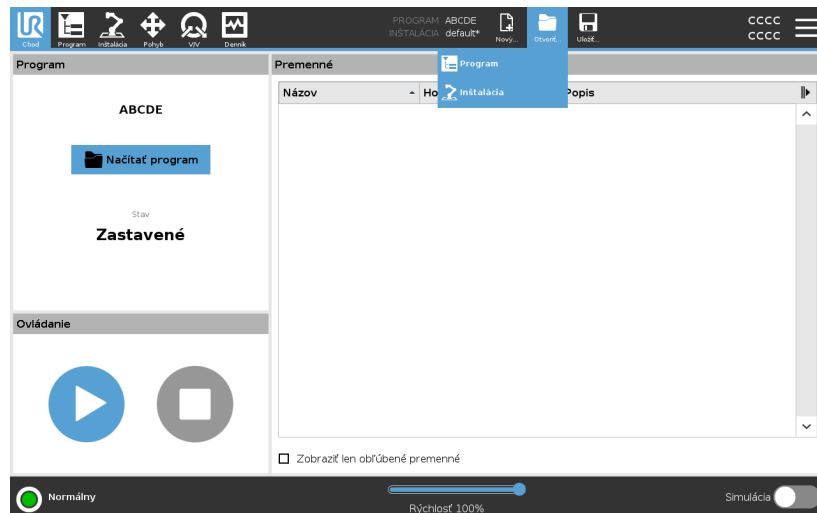 PROGRAM ABCDE
INŠTALÁCIA default*
Chod
Program
Inštalácia
Pohyb
V/V
Denník
Nový...
Otvoriť...
Uložiť...
CCCC
CCCC
Program
Inštalácia
Program
ABCDE
Načítať program
Stav
Zastavené
Ovládanie
Premenné
Názov
Ho
Popis
Zobraziť len obľúbené premenné
Normálny
Rýchlosť 100%
Simulácia